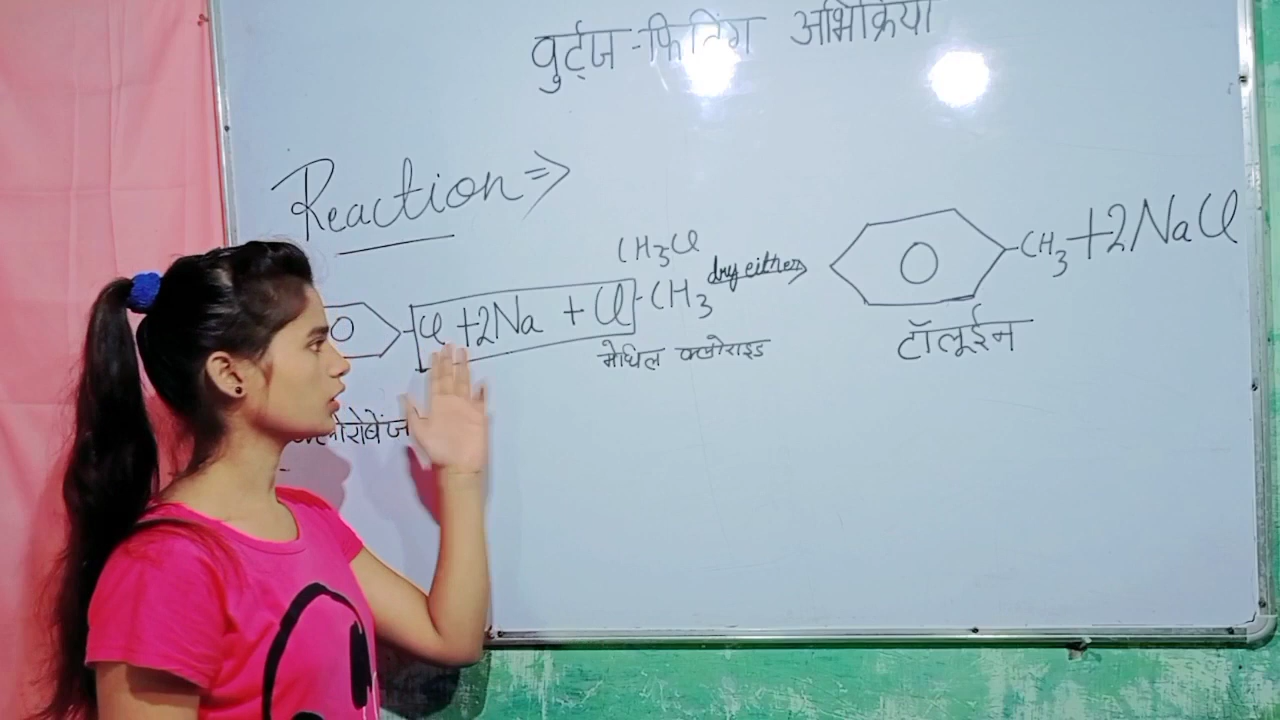 वुर्ट्ज-फिटिंग अभिक्रिया
Reaction ⇒
CH₃Cl
Cl +2Na + Cl -CH₃ dry either → -CH₃ +2NaCl
मेथिल क्लोराइड
टॉलूईन
क्लोरोबेंज